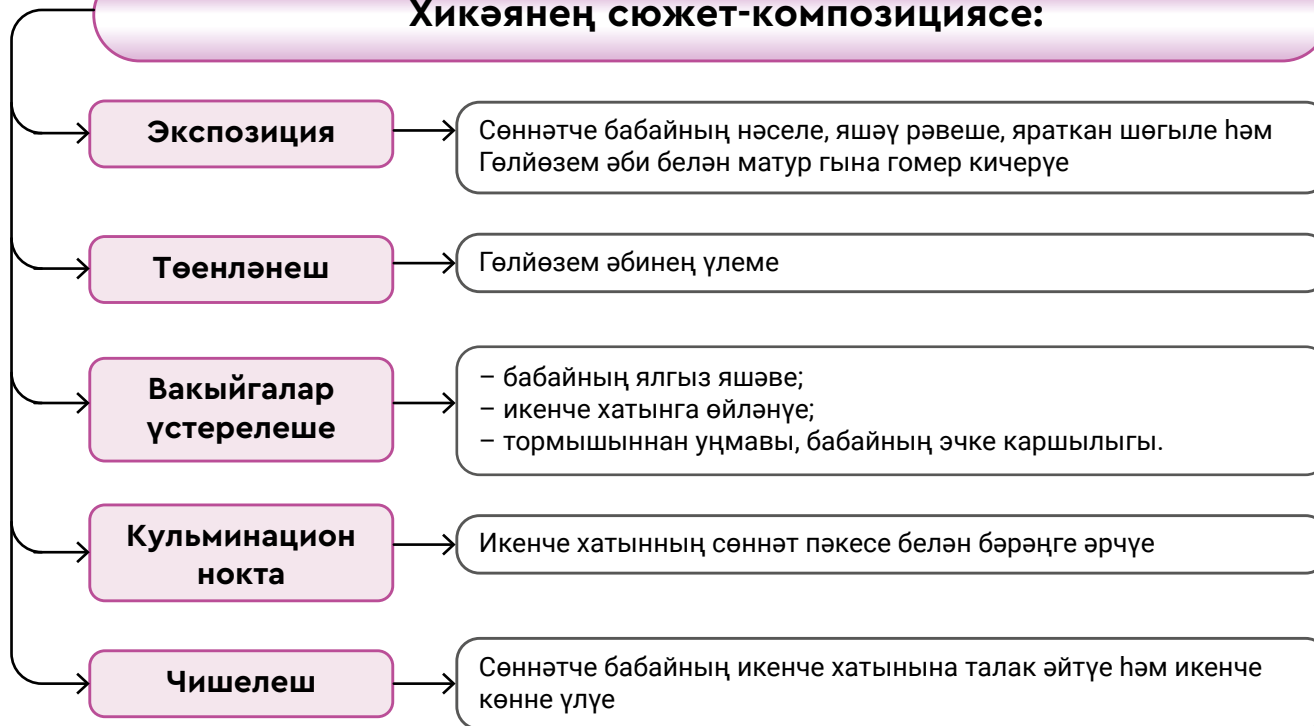 Хикәянең сюжет-композициясе:
Экспозиция
Сөннәтче бабайның нәселе, яшәү рәвеше, яраткан шөгыле һәм
Гөлйөзем әби белән матур гына гомер кичерүе
Төенләнеш
Гөлйөзем әбинең үлеме
Вакыйгалар
үстерелеше
– бабайның ялгыз яшәве;
– икенче хатынга өйләнүе;
– тормышыннан уңмавы, бабайның эчке каршылыгы.
Кульминацион
нокта
Икенче хатынның сөннәт пәкесе белән бәрәңге әрчүе
Чишелеш
Сөннәтче бабайның икенче хатынына талак әйтүе һәм икенче
көнне үлүе